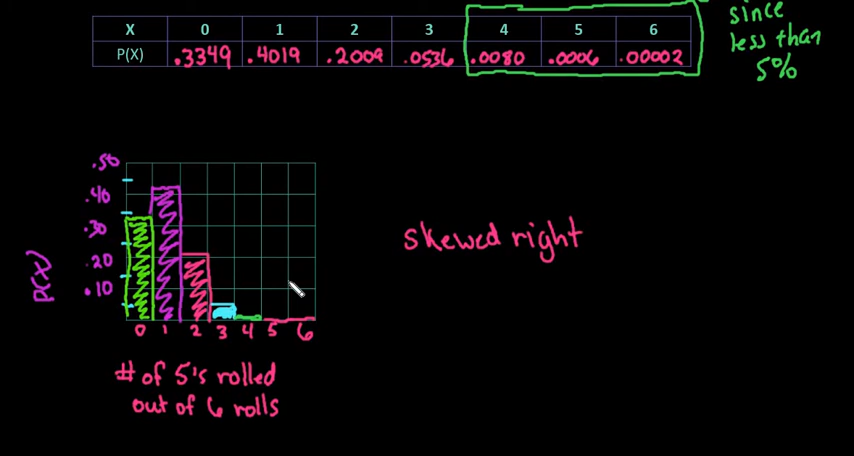 since
less than
5%
X 0 1 2 3 4 5 6
P(X) .3349 .4019 .2009 .0536 .0080 .0006 .00002
.50
.40
.30
.20
.10
P(X)
0 1 2 3 4 5 6
# of 5's rolled
out of 6 rolls
skewed right